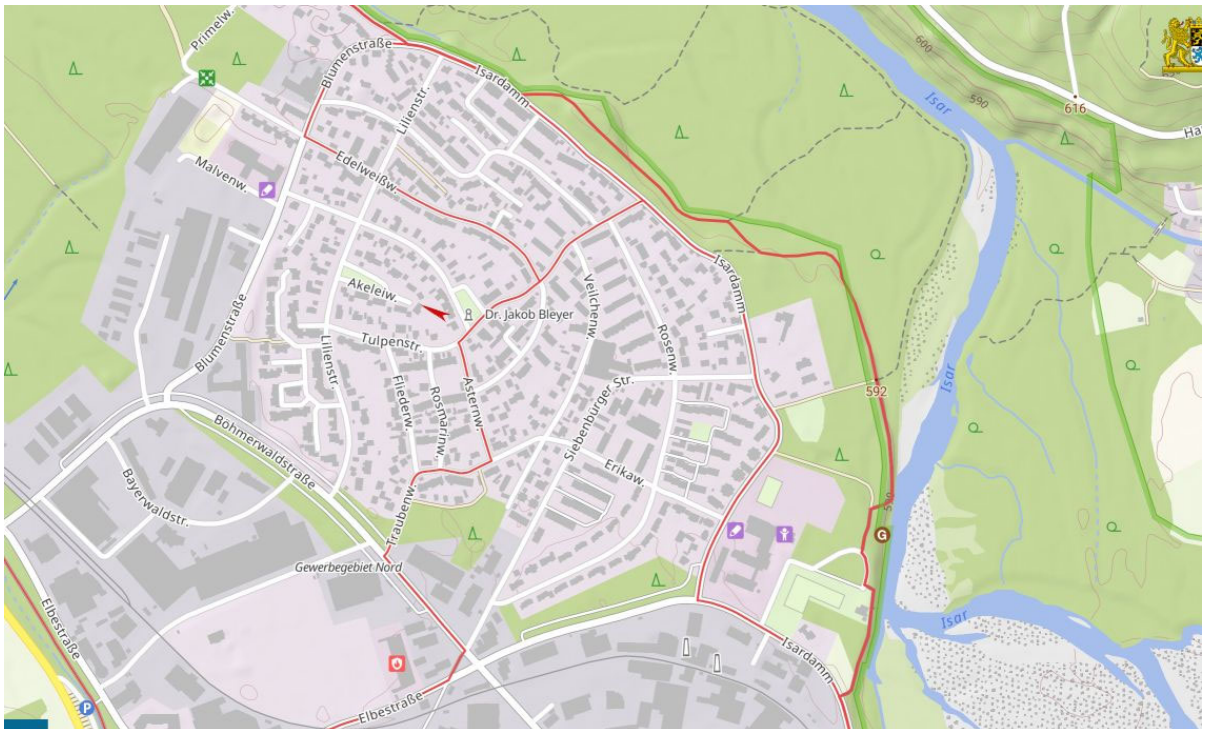 Primelw.
Blumenstraße
Isardamm
Lilienstr.
Isar
600
590
616
Ha
Edelweißw.
Malvenw.
Isardamm
Akeleiw.
Dr. Jakob Bleyer
Veilchenw.
Blumenstraße
Tulpenstr.
Lilienstr.
Rosenw.
Isar
Fliederw.
Rosmarinw.
Asternw.
Siebenburger Str.
592
Böhmerwaldstraße
Bayerwaldstr.
Erikaw.
Traubenw.
G
Gewerbegebiet Nord
Elbestraße
Isar
Isardamm
P
Elbestraße